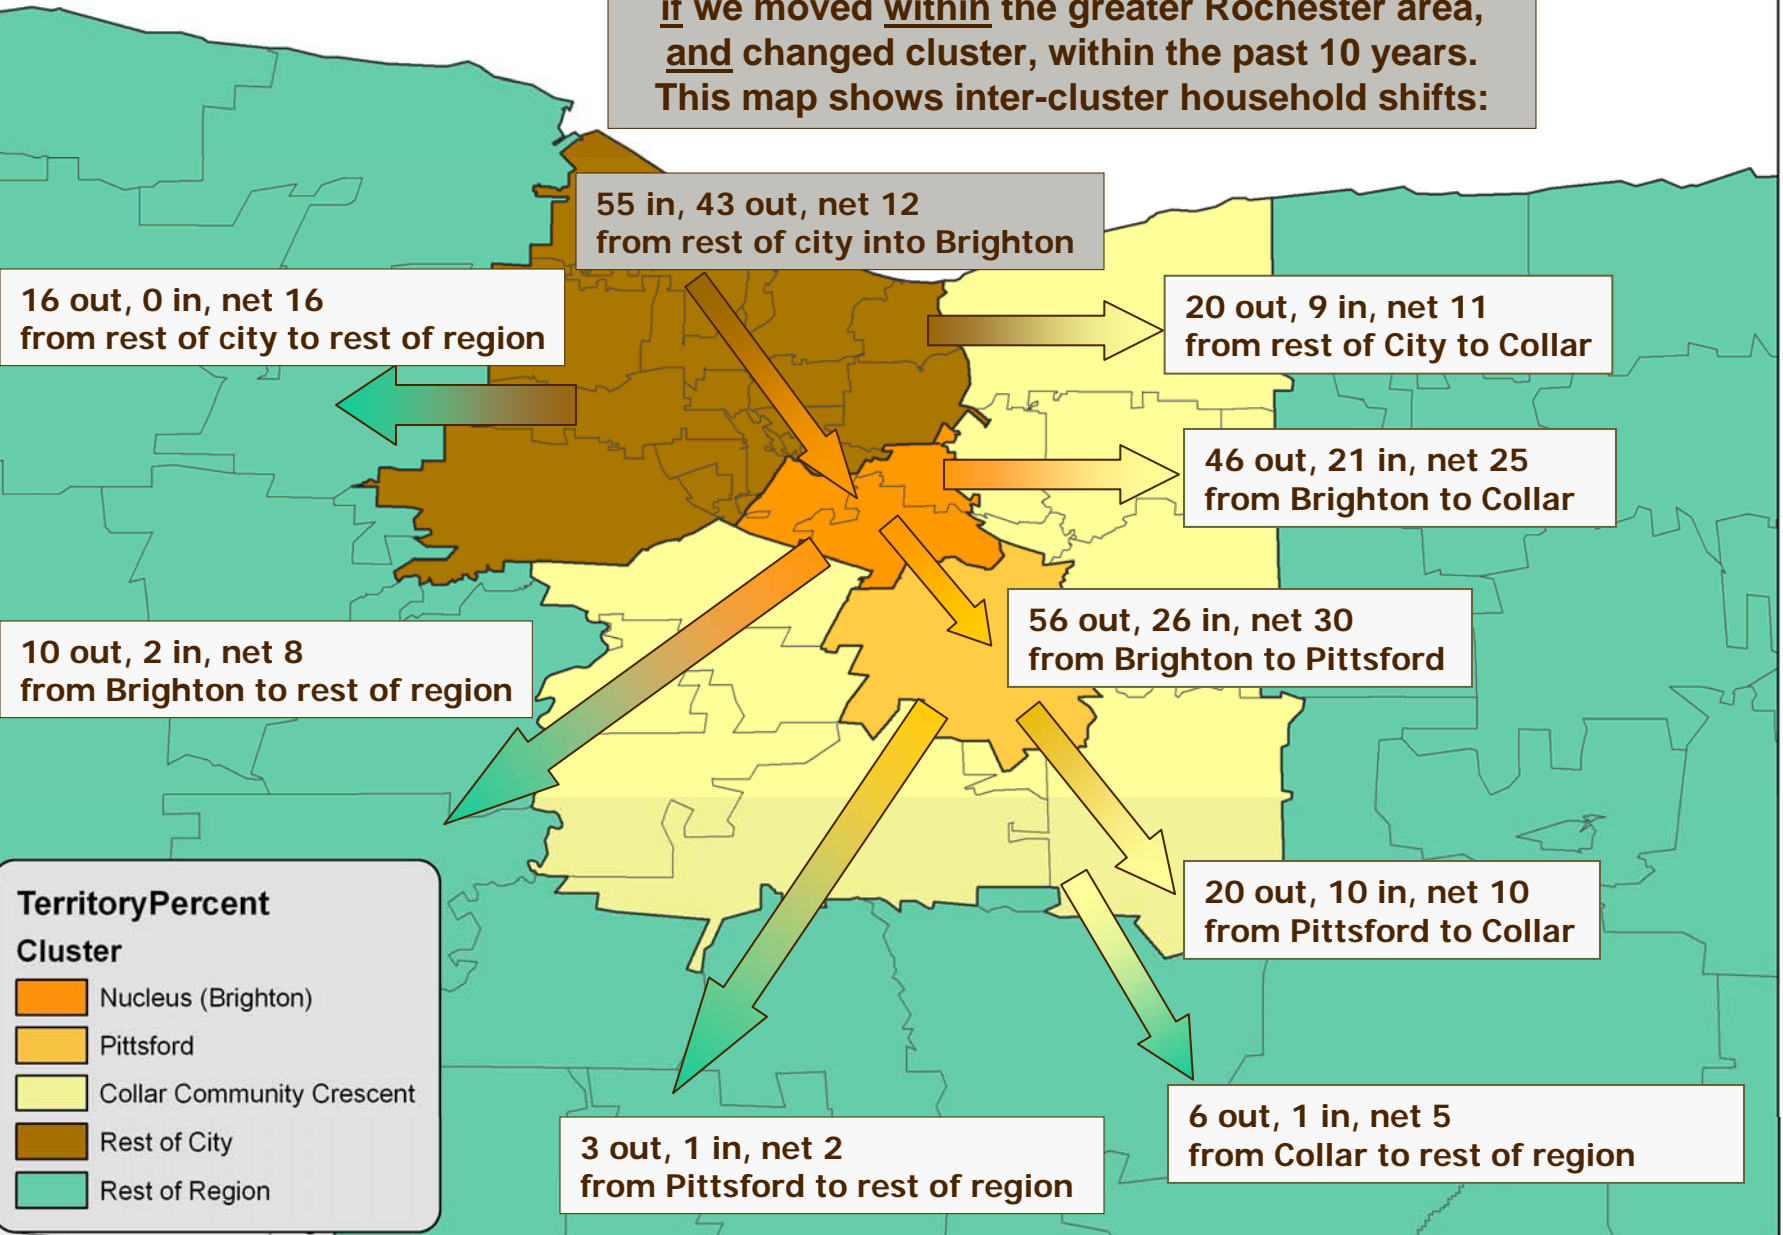 if we moved within the greater Rochester area,
and changed cluster, within the past 10 years.
This map shows inter-cluster household shifts:
55 in, 43 out, net 12
from rest of city into Brighton
16 out, 0 in, net 16
from rest of city to rest of region
20 out, 9 in, net 11
from rest of City to Collar
46 out, 21 in, net 25
from Brighton to Collar
56 out, 26 in, net 30
from Brighton to Pittsford
10 out, 2 in, net 8
from Brighton to rest of region
20 out, 10 in, net 10
from Pittsford to Collar
6 out, 1 in, net 5
from Collar to rest of region
3 out, 1 in, net 2
from Pittsford to rest of region
TerritoryPercent
Cluster
Nucleus (Brighton)
Pittsford
Collar Community Crescent
Rest of City
Rest of Region